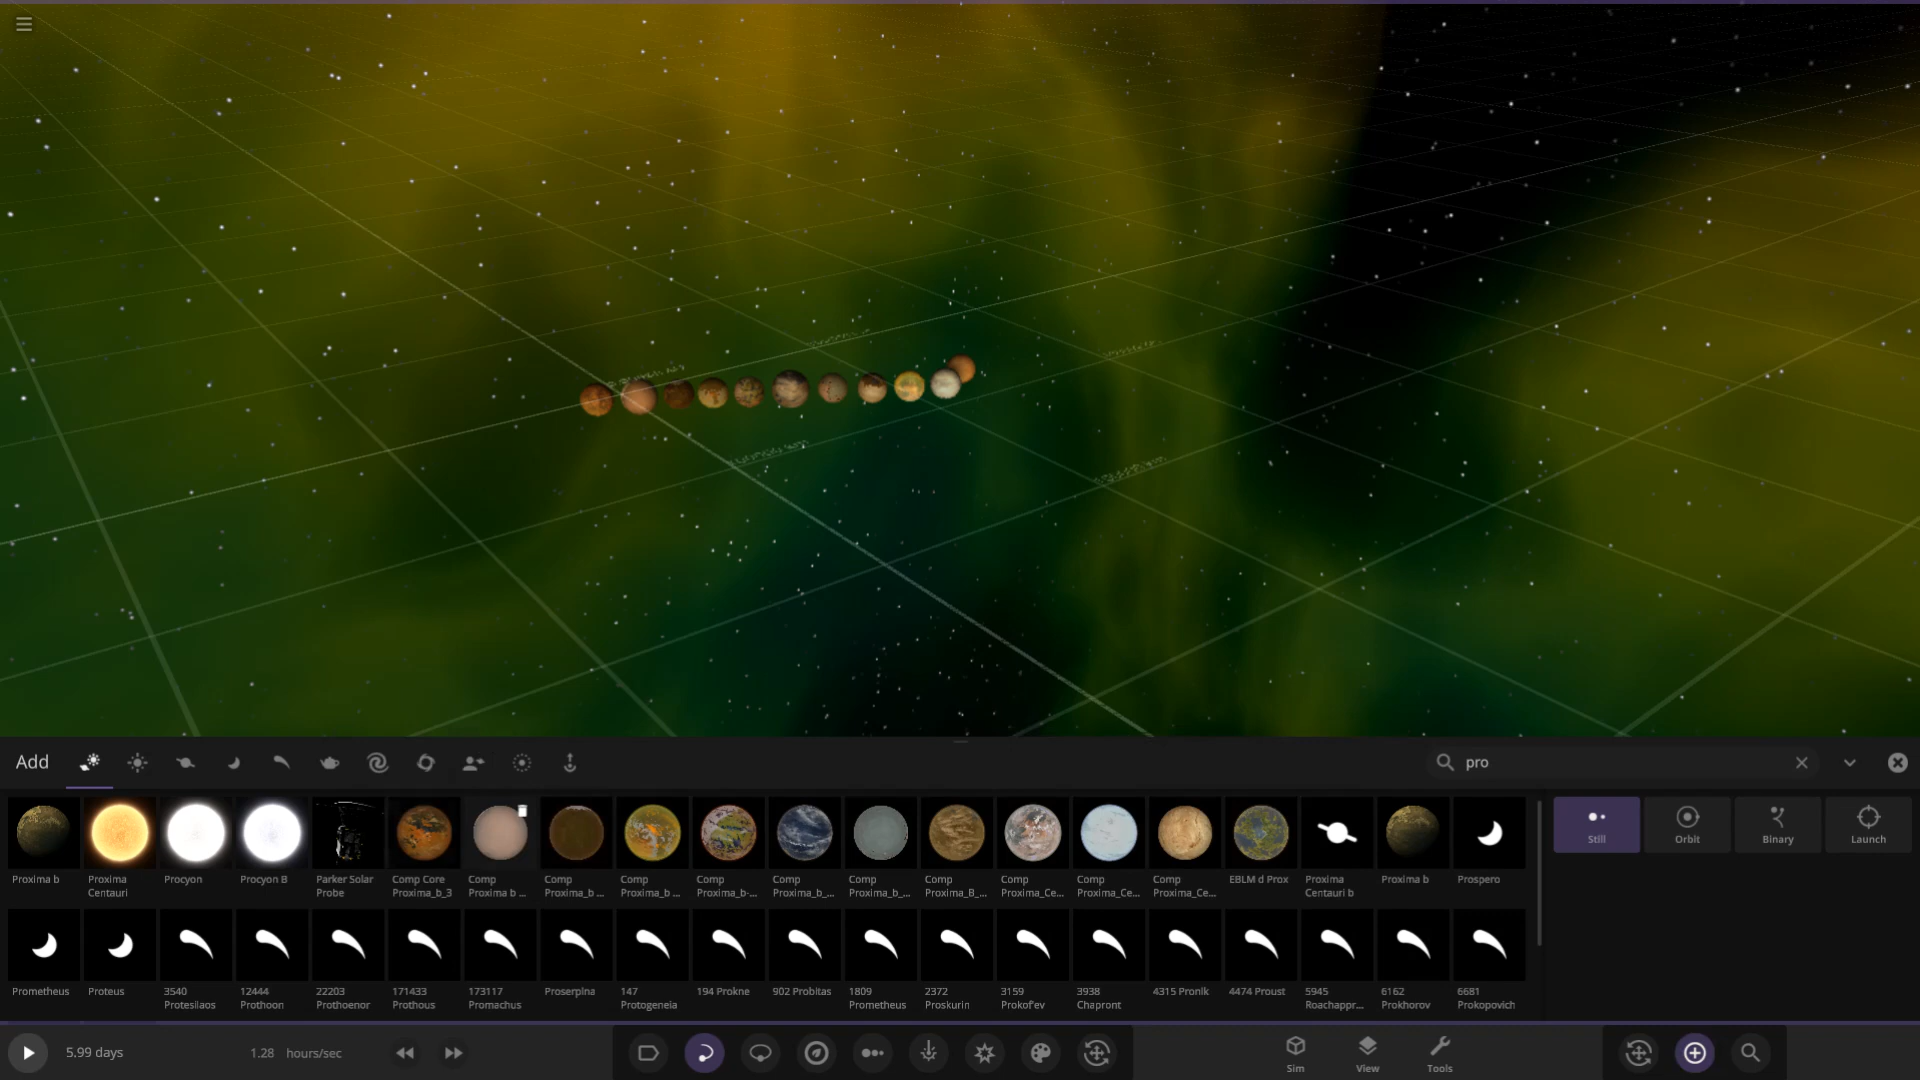 Add
pro
Proxima b
Proxima
Centauri
Procyon
Procyon B
Parker Solar
Probe
Comp Core
Proxima_b_3
Comp
Proxima b ...
Comp
Proxima_b ...
Comp
Proxima_b ...
Comp
Proxima_b-...
Comp
Proxima_b_...
Comp
Proxima_b_...
Comp
Proxima_B_...
Comp
Proxima_Ce...
Comp
Proxima_Ce...
Comp
Proxima_Ce...
EBLM d Prox
Proxima
Centauri b
Proxima b
Prospero
Still
Orbit
Binary
Launch
Prometheus
Proteus
3540
Protesilaos
12444
Prothoon
22203
Prothoenor
171433
Prothous
173117
Promachus
Proserpina
147
Protogeneia
194 Prokne
902 Probitas
1809
Prometheus
2372
Proskurin
3159
Prokof'ev
3938
Chapront
4315 Pronik
4474 Proust
5945
Roachappr...
6162
Prokhorov
6681
Prokopovich
5.99 days
1.28 hours/sec
Sim
View
Tools